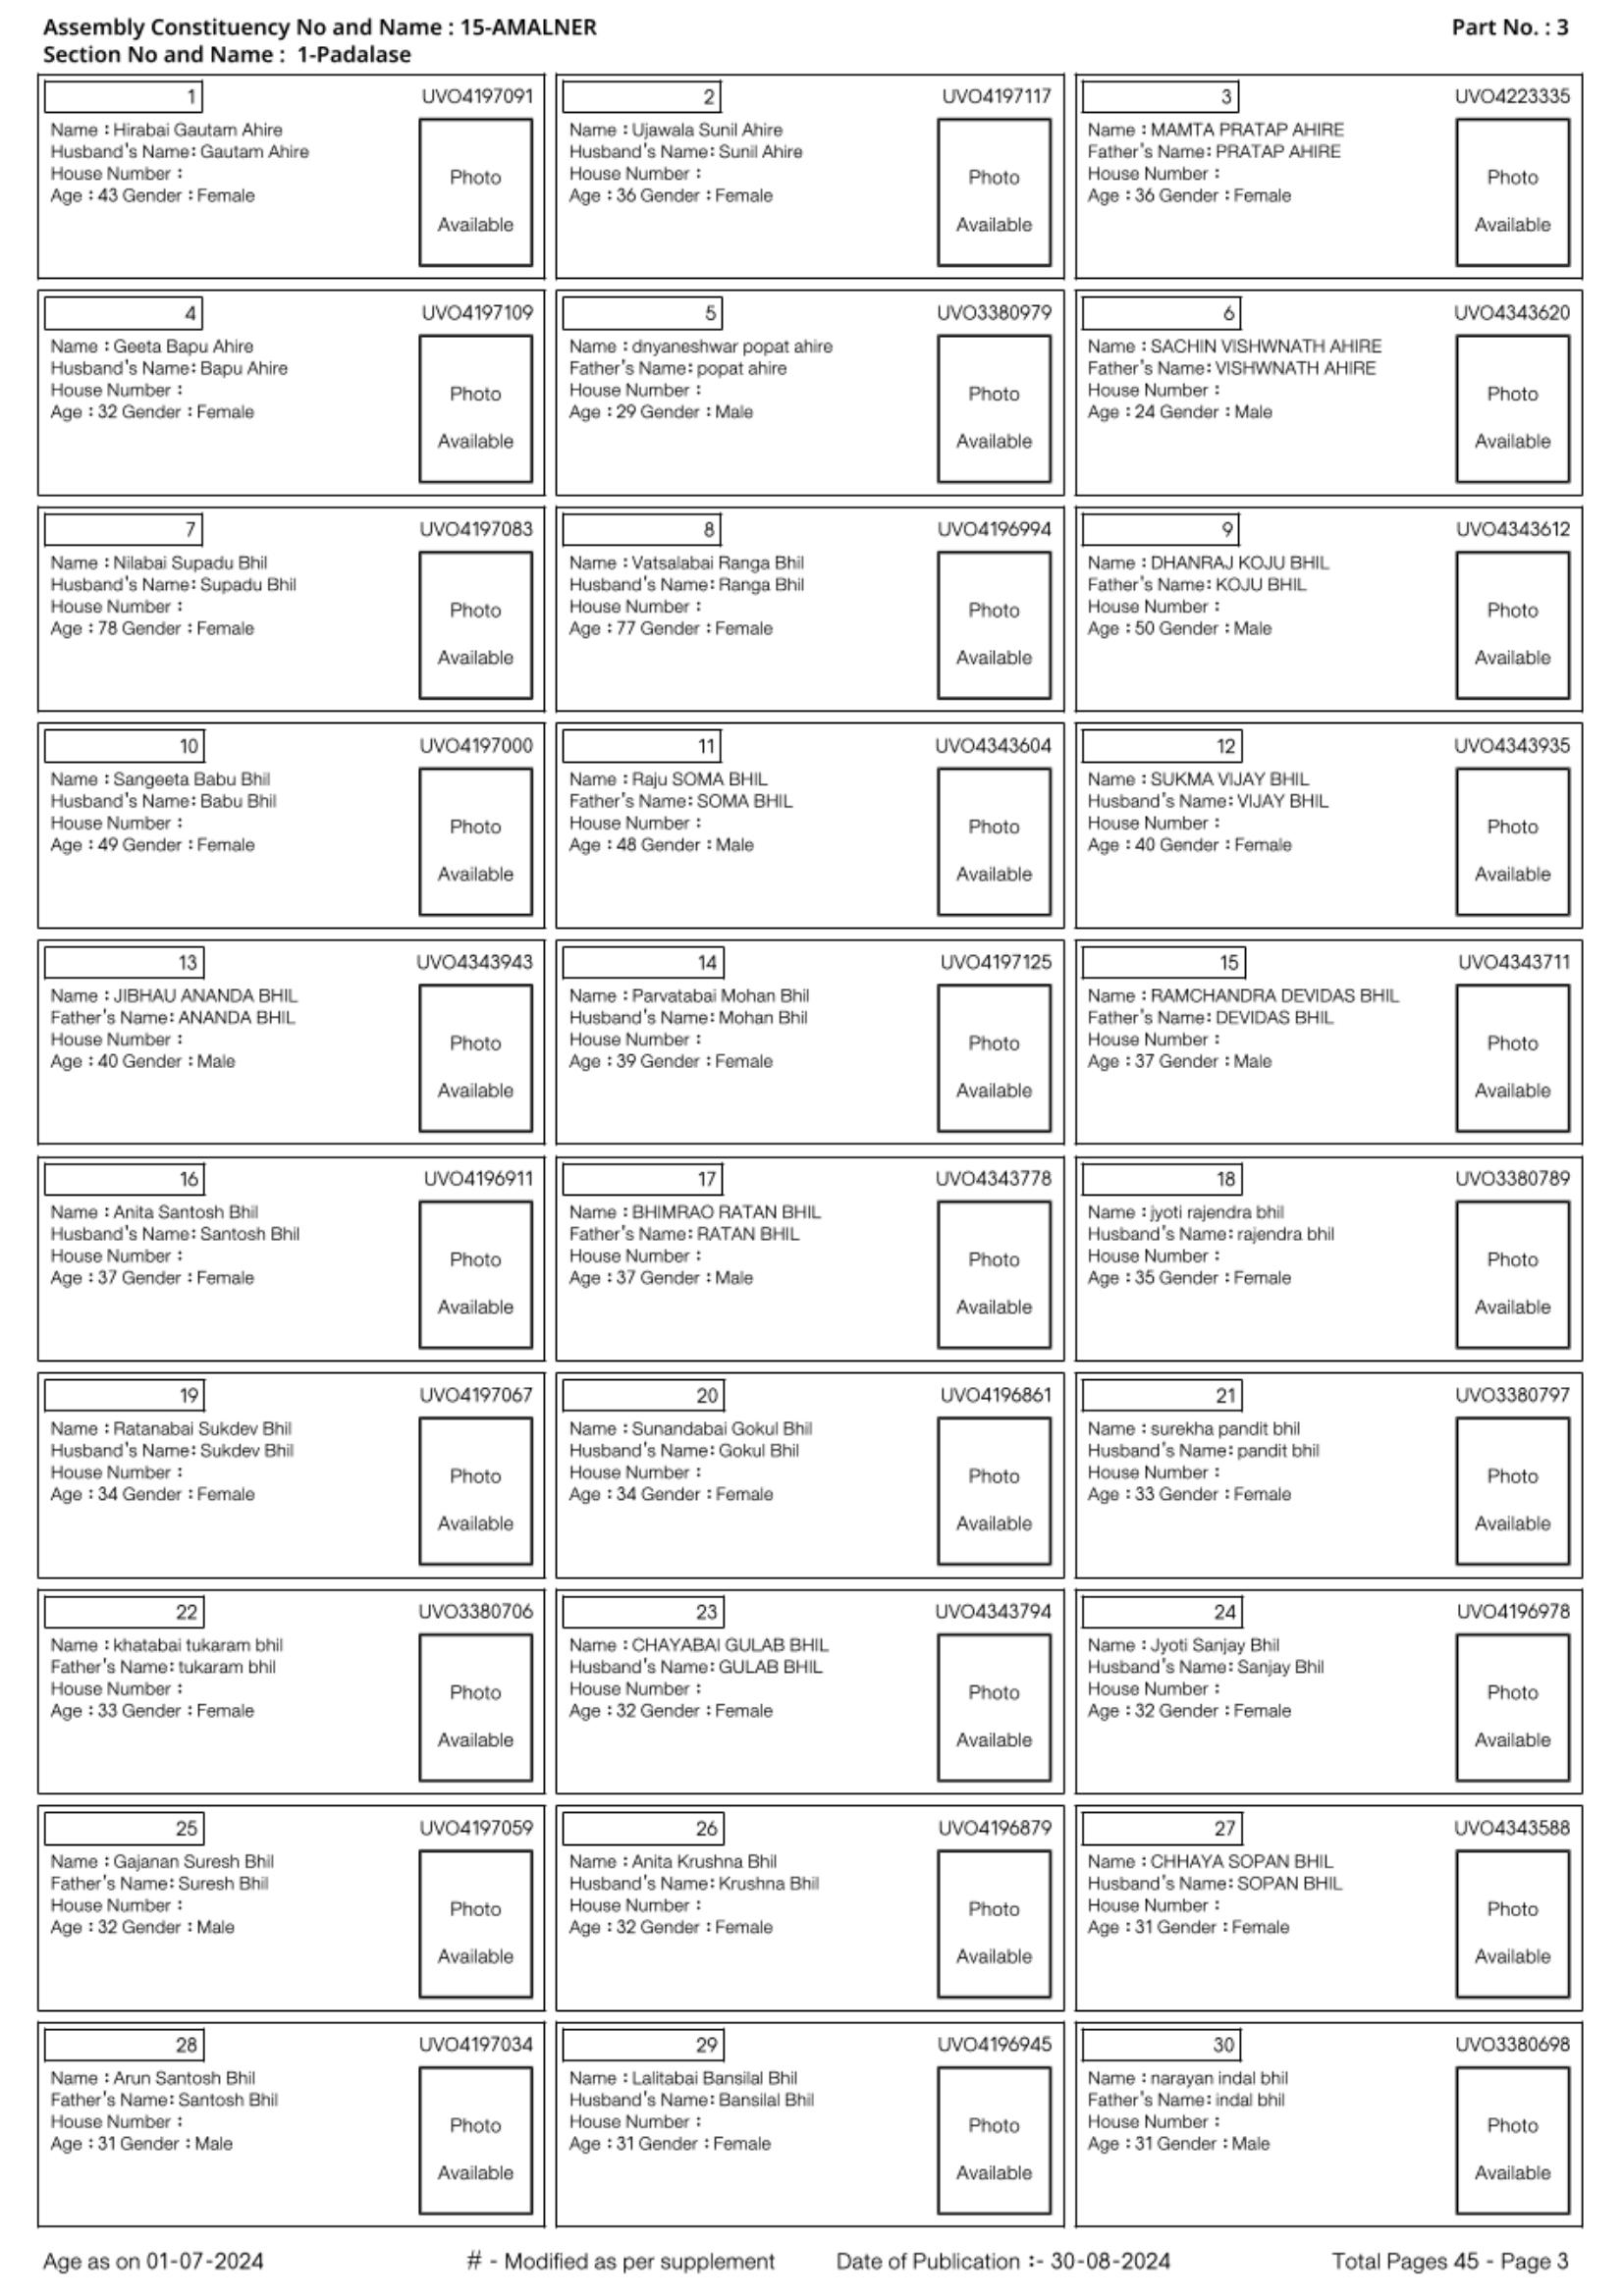 Assembly Constituency No and Name : 15-AMALNER
Part No. : 3
Section No and Name : 1-Padalase
1
UVO4197091
Name : Hirabai Gautam Ahire
Husband's Name: Gautam Ahire
House Number :
Age : 43 Gender : Female
Photo
Available
2
UVO4197117
Name : Ujawala Sunil Ahire
Husband's Name: Sunil Ahire
House Number :
Age : 36 Gender : Female
Photo
Available
3
UVO4223335
Name : MAMTA PRATAP AHIRE
Father's Name: PRATAP AHIRE
House Number :
Age : 36 Gender : Female
Photo
Available
4
UVO4197109
Name : Geeta Bapu Ahire
Husband's Name: Bapu Ahire
House Number :
Age : 32 Gender : Female
Photo
Available
5
UVO3380979
Name : dnyaneshwar popat ahire
Father's Name: popat ahire
House Number :
Age : 29 Gender : Male
Photo
Available
6
UVO4343620
Name : SACHIN VISHWNATH AHIRE
Father's Name: VISHWNATH AHIRE
House Number :
Age : 24 Gender : Male
Photo
Available
7
UVO4197083
Name : Nilabai Supadu Bhil
Husband's Name: Supadu Bhil
House Number :
Age : 78 Gender : Female
Photo
Available
8
UVO4196994
Name : Vatsalabai Ranga Bhil
Husband's Name: Ranga Bhil
House Number :
Age : 77 Gender : Female
Photo
Available
9
UVO4343612
Name : DHANRAJ KOJU BHIL
Father's Name: KOJU BHIL
House Number :
Age : 50 Gender : Male
Photo
Available
10
UVO4197000
Name : Sangeeta Babu Bhil
Husband's Name: Babu Bhil
House Number :
Age : 49 Gender : Female
Photo
Available
11
UVO4343604
Name : Raju SOMA BHIL
Father's Name: SOMA BHIL
House Number :
Age : 48 Gender : Male
Photo
Available
12
UVO4343935
Name : SUKMA VIJAY BHIL
Husband's Name: VIJAY BHIL
House Number :
Age : 40 Gender : Female
Photo
Available
13
UVO4343943
Name : JIBHAU ANANDA BHIL
Father's Name: ANANDA BHIL
House Number :
Age : 40 Gender : Male
Photo
Available
14
UVO4197125
Name : Parvatabai Mohan Bhil
Husband's Name: Mohan Bhil
House Number :
Age : 39 Gender : Female
Photo
Available
15
UVO4343711
Name : RAMCHANDRA DEVIDAS BHIL
Father's Name: DEVIDAS BHIL
House Number :
Age : 37 Gender : Male
Photo
Available
16
UVO4196911
Name : Anita Santosh Bhil
Husband's Name: Santosh Bhil
House Number :
Age : 37 Gender : Female
Photo
Available
17
UVO4343778
Name : BHIMRAO RATAN BHIL
Father's Name: RATAN BHIL
House Number :
Age : 37 Gender : Male
Photo
Available
18
UVO3380789
Name : jyoti rajendra bhil
Husband's Name: rajendra bhil
House Number :
Age : 35 Gender : Female
Photo
Available
19
UVO4197067
Name : Ratanabai Sukdev Bhil
Husband's Name: Sukdev Bhil
House Number :
Age : 34 Gender : Female
Photo
Available
20
UVO4196861
Name : Sunandabai Gokul Bhil
Husband's Name: Gokul Bhil
House Number :
Age : 34 Gender : Female
Photo
Available
21
UVO3380797
Name : surekha pandit bhil
Husband's Name: pandit bhil
House Number :
Age : 33 Gender : Female
Photo
Available
22
UVO3380706
Name : khatabai tukaram bhil
Father's Name: tukaram bhil
House Number :
Age : 33 Gender : Female
Photo
Available
23
UVO4343794
Name : CHAYABAI GULAB BHIL
Husband's Name: GULAB BHIL
House Number :
Age : 32 Gender : Female
Photo
Available
24
UVO4196978
Name : Jyoti Sanjay Bhil
Husband's Name: Sanjay Bhil
House Number :
Age : 32 Gender : Female
Photo
Available
25
UVO4197059
Name : Gajanan Suresh Bhil
Father's Name: Suresh Bhil
House Number :
Age : 32 Gender : Male
Photo
Available
26
UVO4196879
Name : Anita Krushna Bhil
Husband's Name: Krushna Bhil
House Number :
Age : 32 Gender : Female
Photo
Available
27
UVO4343588
Name : CHHAYA SOPAN BHIL
Husband's Name: SOPAN BHIL
House Number :
Age : 31 Gender : Female
Photo
Available
28
UVO4197034
Name : Arun Santosh Bhil
Father's Name: Santosh Bhil
House Number :
Age : 31 Gender : Male
Photo
Available
29
UVO4196945
Name : Lalitabai Bansilal Bhil
Husband's Name: Bansilal Bhil
House Number :
Age : 31 Gender : Female
Photo
Available
30
UVO3380698
Name : narayan indal bhil
Father's Name: indal bhil
House Number :
Age : 31 Gender : Male
Photo
Available
Age as on 01-07-2024
# - Modified as per supplement
Date of Publication :- 30-08-2024
Total Pages 45 - Page 3